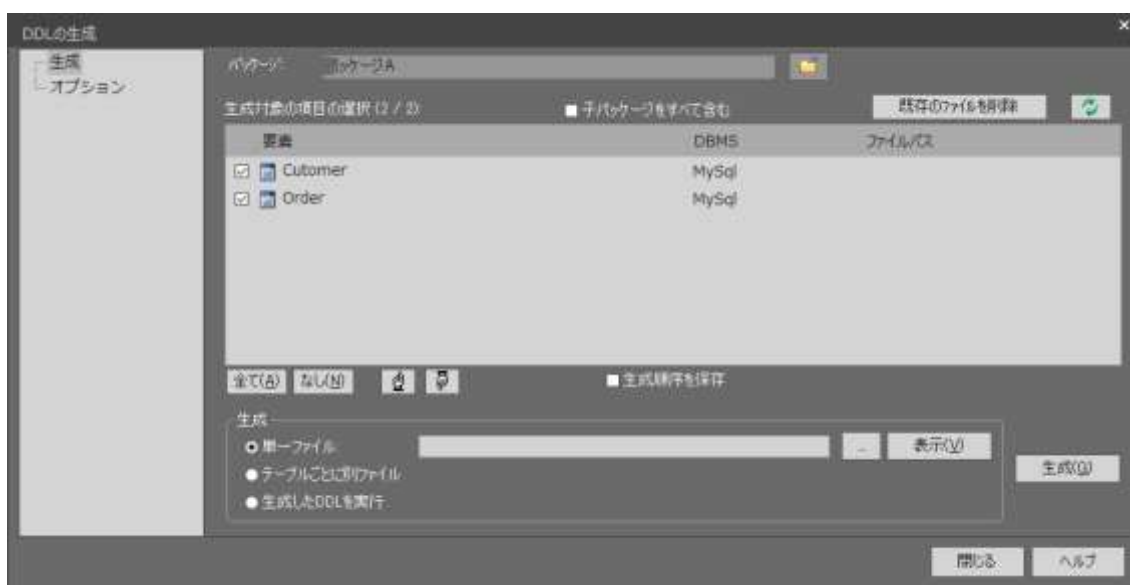 DDLの生成
×
生成
オプション
パッケージ: パッケージA
生成対象の項目の選択 (2 / 2) 子パッケージをすべて含む 既存のファイルを削除
要素 DBMS ファイルパス
Cutomer MySql
Order MySql
全て(A) なし(N) 生成順序を保存
生成
単一ファイル ... 表示(V)
テーブルごとに別ファイル
生成(G)
生成したDDLを実行
閉じる ヘルプ